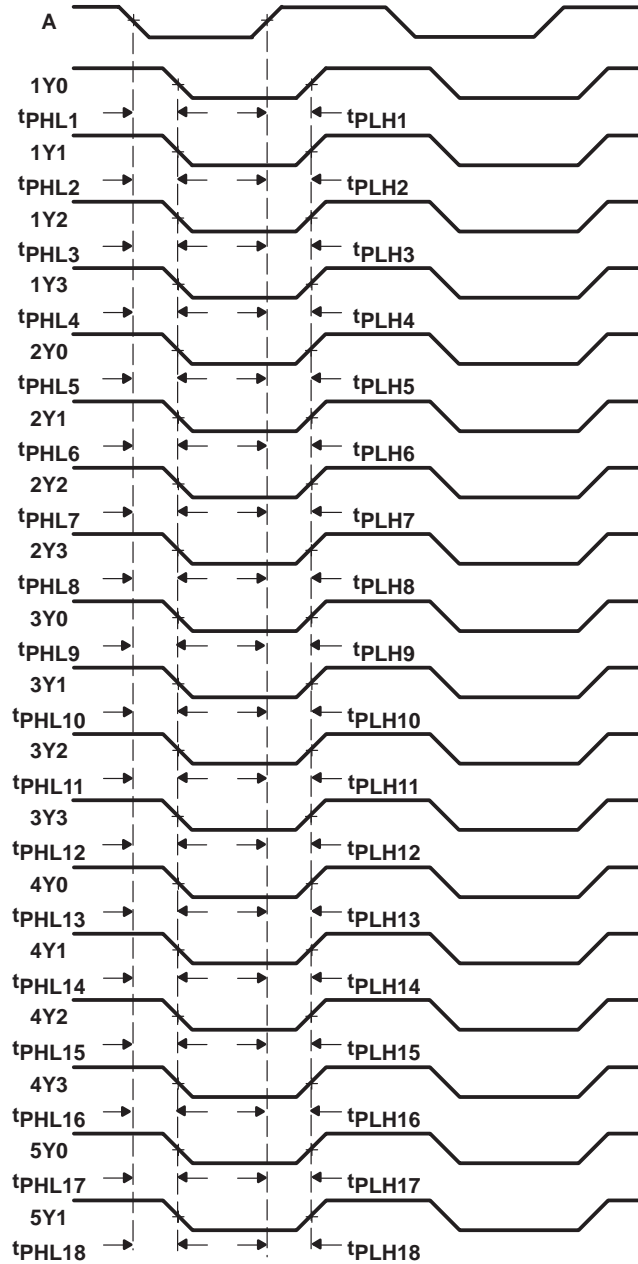 A
1Y0
tPHL1 tPLH1
1Y1
tPHL2 tPLH2
1Y2
tPHL3 tPLH3
1Y3
tPHL4 tPLH4
2Y0
tPHL5 tPLH5
2Y1
tPHL6 tPLH6
2Y2
tPHL7 tPLH7
2Y3
tPHL8 tPLH8
3Y0
tPHL9 tPLH9
3Y1
tPHL10 tPLH10
3Y2
tPHL11 tPLH11
3Y3
tPHL12 tPLH12
4Y0
tPHL13 tPLH13
4Y1
tPHL14 tPLH14
4Y2
tPHL15 tPLH15
4Y3
tPHL16 tPLH16
5Y0
tPHL17 tPLH17
5Y1
tPHL18 tPLH18